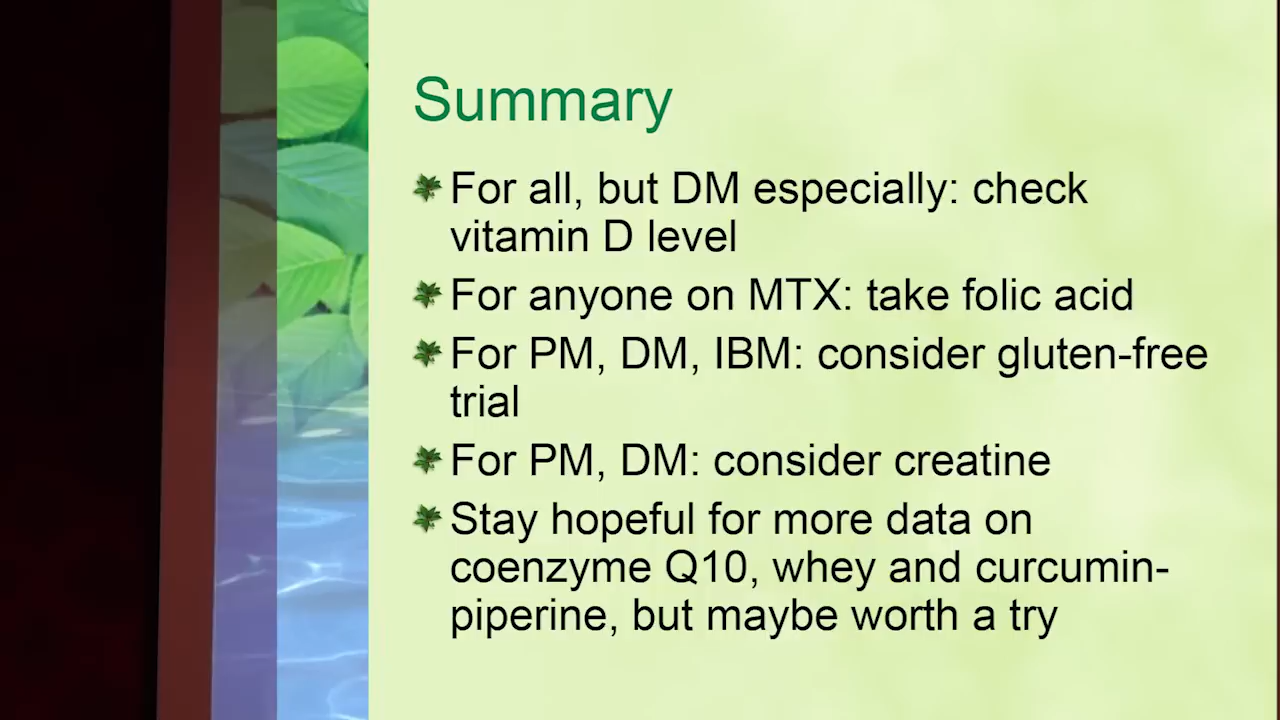 Summary
For all, but DM especially: check
vitamin D level
For anyone on MTX: take folic acid
For PM, DM, IBM: consider gluten-free
trial
For PM, DM: consider creatine
Stay hopeful for more data on
coenzyme Q10, whey and curcumin-
piperine, but maybe worth a try